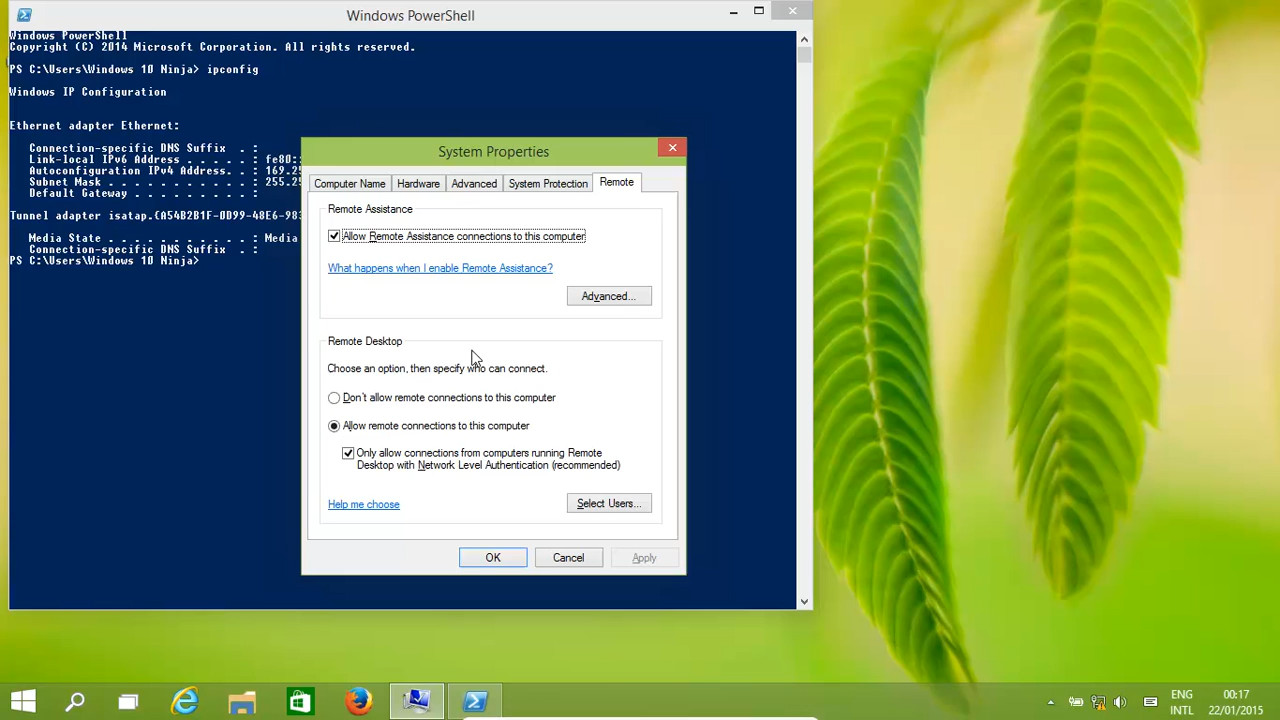 Windows PowerShell
Windows PowerShell
Copyright (C) 2014 Microsoft Corporation. All rights reserved.
PS C:\Users\Windows 10 Ninja> ipconfig
Windows IP Configuration
Ethernet adapter Ethernet:
Connection-specific DNS Suffix . :
Link-local IPv6 Address . . . . . : fe80:
Autoconfiguration IPv4 Address. . : 169.25
Subnet Mask . . . . . . . . . . . : 255.25
Default Gateway . . . . . . . . . :
Tunnel adapter isatap.{A54B2B1F-0D99-48E6-983
Media State . . . . . . . . . . . : Media
Connection-specific DNS Suffix . :
PS C:\Users\Windows 10 Ninja>
System Properties
Computer Name Hardware Advanced System Protection Remote
Remote Assistance
Allow Remote Assistance connections to this computer
What happens when I enable Remote Assistance?
Advanced...
Remote Desktop
Choose an option, then specify who can connect.
Don't allow remote connections to this computer
Allow remote connections to this computer
Only allow connections from computers running Remote
Desktop with Network Level Authentication (recommended)
Help me choose
Select Users...
OK Cancel Apply
ENG 00:17
INTL 22/01/2015